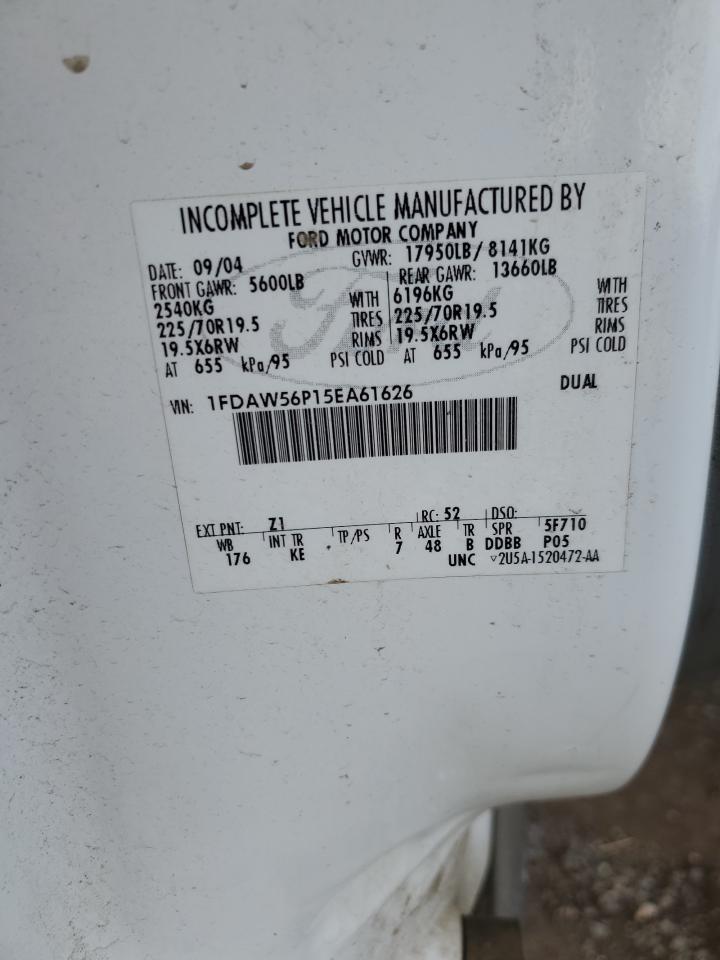 INCOMPLETE VEHICLE MANUFACTURED BY
FORD MOTOR COMPANY
DATE: 09/04 GVWR: 17950LB / 8141KG
FRONT GAWR: 5600LB REAR GAWR: 13660LB
2540KG WITH 6196KG WITH
225/70R19.5 TIRES 225/70R19.5 TIRES
19.5X6RW RIMS 19.5X6RW RIMS
AT 655 kPa/95 PSI COLD AT 655 kPa/95 PSI COLD
Ford
VIN: 1FDAW56P15EA61626 DUAL
EXT PNT: Z1 RC: 52 DSO:
WB INT TR TP/PS R AXLE TR SPR 5F710
176 KE 7 48 B DDBB P05
UNC ▽2U5A-1520472-AA